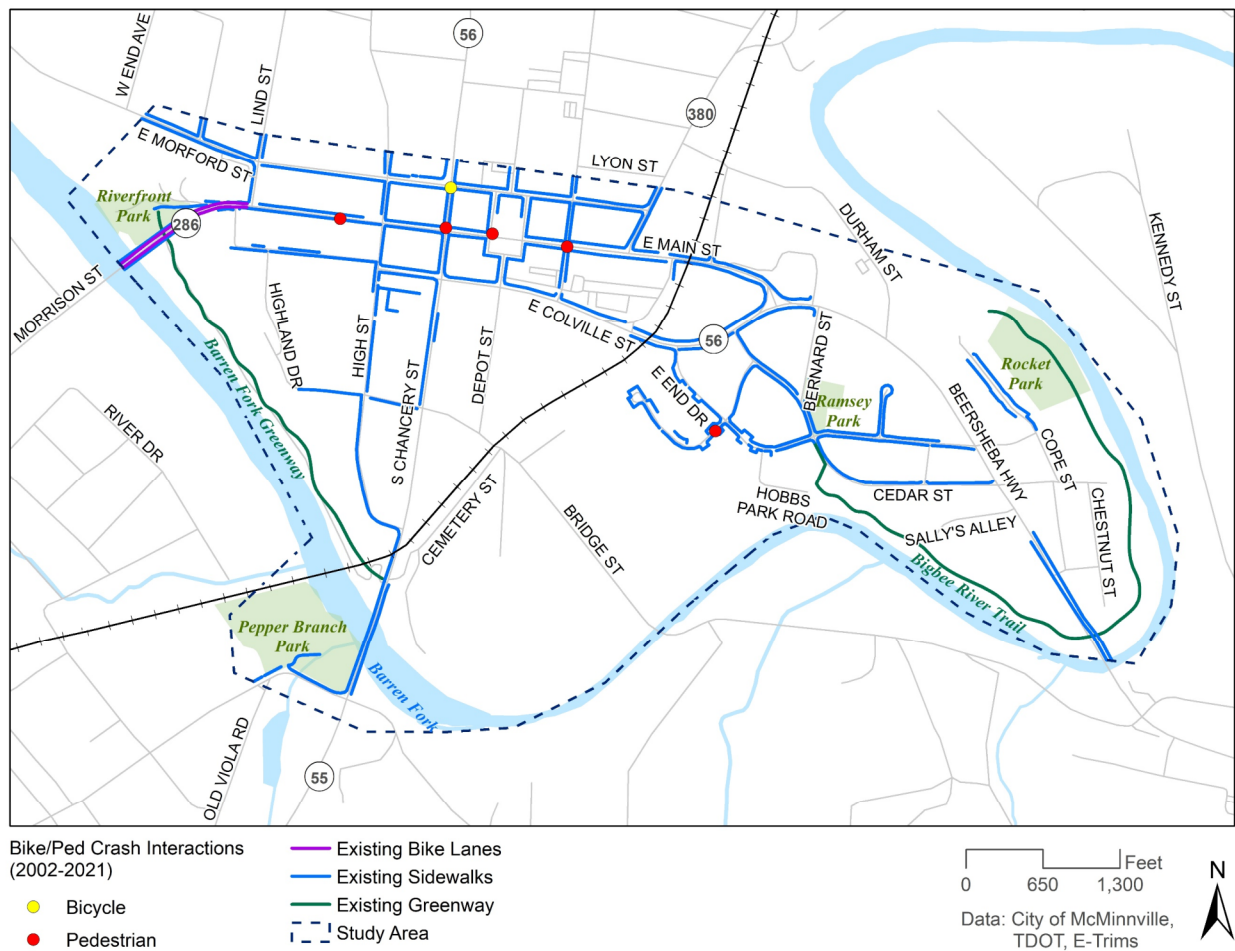 W END AVE
LIND ST
56
380
E MORFORD ST
LYON ST
Riverfront
Park
286
E MAIN ST
DURHAM ST
KENNEDY ST
MORRISON ST
HIGHLAND DR
HIGH ST
S CHANCERY ST
DEPOT ST
E COLVILLE ST
56
BERNARD ST
Rocket
Park
Barren Fork Greenway
E END DR
Ramsey
Park
BEERSHEBA HWY
COPE ST
RIVER DR
CEMETERY ST
BRIDGE ST
HOBBS
PARK ROAD
CEDAR ST
SALLY'S ALLEY
CHESTNUT ST
Bigbee River Trail
Pepper Branch
Park
Barren Fork
OLD VIOLA RD
55
Bike/Ped Crash Interactions
(2002-2021)
Bicycle
Pedestrian
Existing Bike Lanes
Existing Sidewalks
Existing Greenway
Study Area
Feet
0 650 1,300
Data: City of McMinnville,
TDOT, E-Trims
N